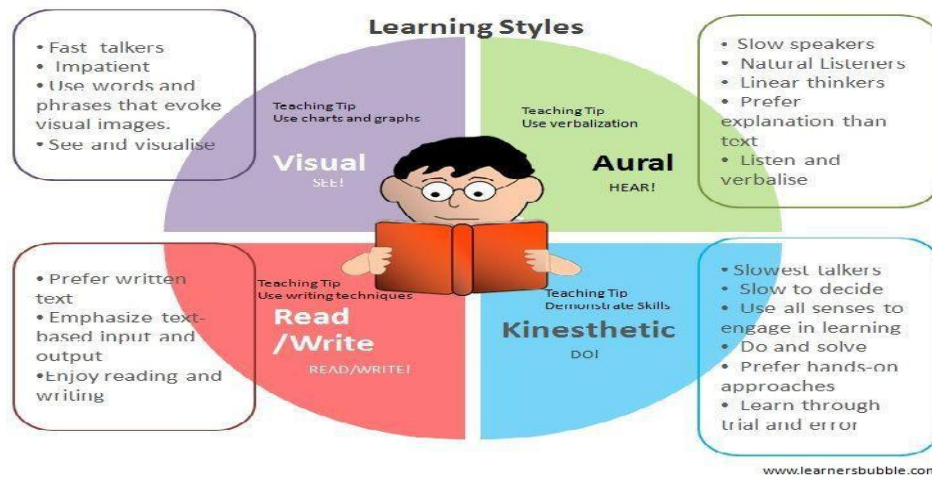 Learning Styles
• Fast talkers
• Impatient
• Use words and
phrases that evoke
visual images.
• See and visualise
Teaching Tip
Use charts and graphs
Visual
SEE!
Teaching Tip
Use verbalization
Aural
HEAR!
• Slow speakers
• Natural Listeners
• Linear thinkers
• Prefer
explanation than
text
• Listen and
verbalise
• Prefer written
text
• Emphasize text-
based input and
output
•Enjoy reading and
writing
Teaching Tip
Use writing techniques
Read
/Write
READ/WRITE!
Teaching Tip
Demonstrate Skills
Kinesthetic
DO!
• Slowest talkers
• Slow to decide
• Use all senses to
engage in learning
• Do and solve
• Prefer hands-on
approaches
• Learn through
trial and error
www.learnersbubble.com